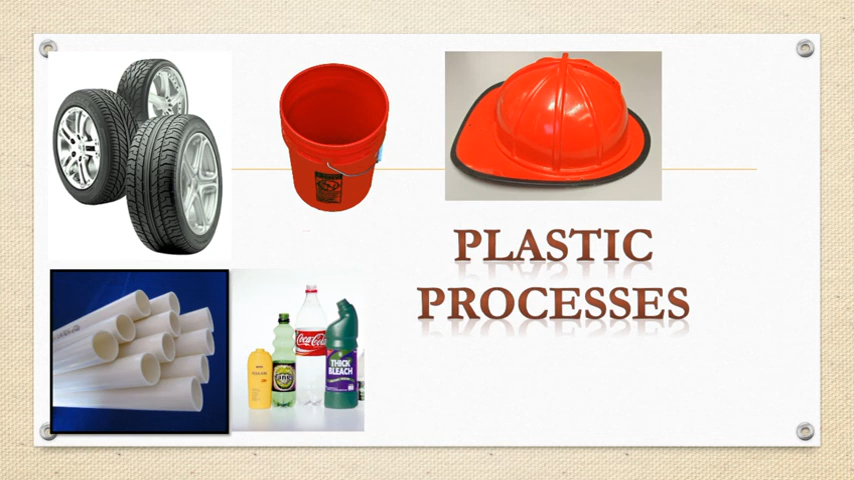 PLASTIC
PROCESSES
Coca-Cola
THICK
BLEACH